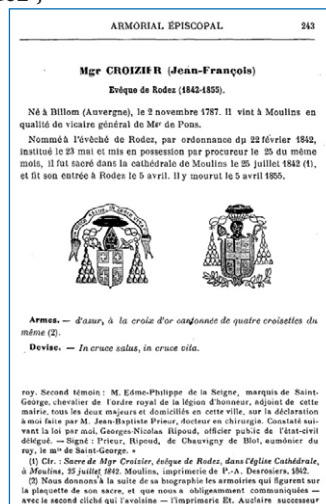 ARMORIAL ÉPISCOPAL 243
Mgr CROIZIER (Jean-François)
Evêque de Rodez (1842-1855).
Né à Billom (Auvergne), le 2 novembre 1787. Il vint à Moulins en
qualité de vicaire général de Mgr de Pons.
Nommé à l'évêché de Rodez, par ordonnance du 22 février 1842,
institué le 23 mai et mis en possession par procureur le 25 du même
mois, il fut sacré dans la cathédrale de Moulins le 25 juillet 1842 (1),
et fit son entrée à Rodez le 5 avril. Il y mourut le 5 avril 1855.
Armes. — d'azur, à la croix d'or cantonnée de quatre croisettes du
même (2).
Devise. — In cruce salus, in cruce vita.
roy. Second témoin : M. Edme-Philippe de la Seigne, marquis de Saint-
George, chevalier de l'ordre royal de la légion d'honneur, adjoint de cette
mairie, tous les deux majeurs et domiciliés en cette ville, sur la déclaration
à moi faite par M. Jean-Baptiste Prieur, docteur en chirurgie. Constaté sui-
vant la loi par moi, Georges-Nicolas Ripoud, officier public de l'état-civil
délégué. — Signé : Prieur, Ripoud, de Chauvigny de Blot, aumônier du
roy, le mis de Saint-George. »
(1) Cfr. : Sacre de Mgr Croizier, évêque de Rodez, dans l'église Cathédrale,
à Moulins, 25 juillet 1842. Moulins, imprimerie de P.-A. Desrosiers, 1842.
(2) Nous donnons à la suite de sa biographie les armoiries qui figurent sur
la plaquette de son sacre, et que nous a obligeamment communiquées —
avec le second cliché qui l'avoisine — l'imprimerie Et. Auclaire successeur